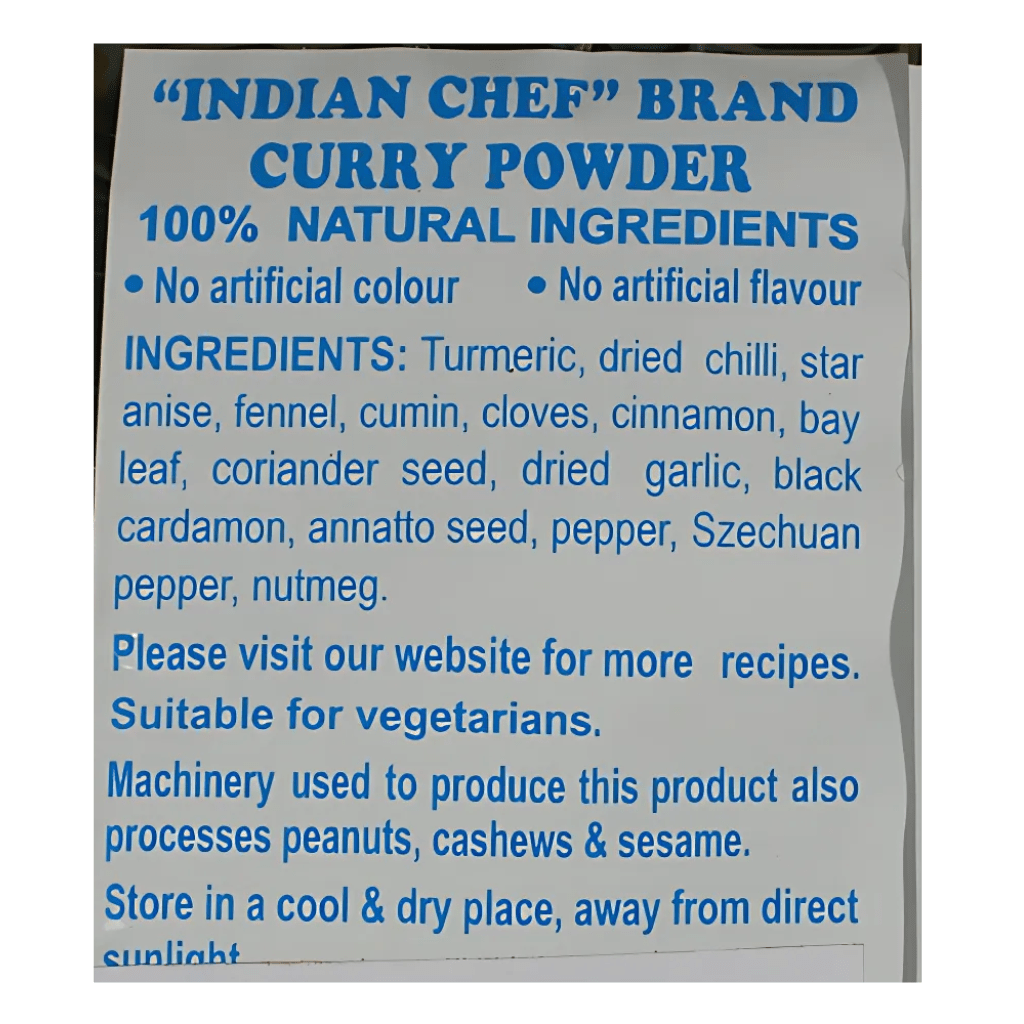 “INDIAN CHEF” BRAND
CURRY POWDER
100% NATURAL INGREDIENTS
• No artificial colour • No artificial flavour
INGREDIENTS: Turmeric, dried chilli, star
anise, fennel, cumin, cloves, cinnamon, bay
leaf, coriander seed, dried garlic, black
cardamon, annatto seed, pepper, Szechuan
pepper, nutmeg.
Please visit our website for more recipes.
Suitable for vegetarians.
Machinery used to produce this product also
processes peanuts, cashews & sesame.
Store in a cool & dry place, away from direct
sunlight